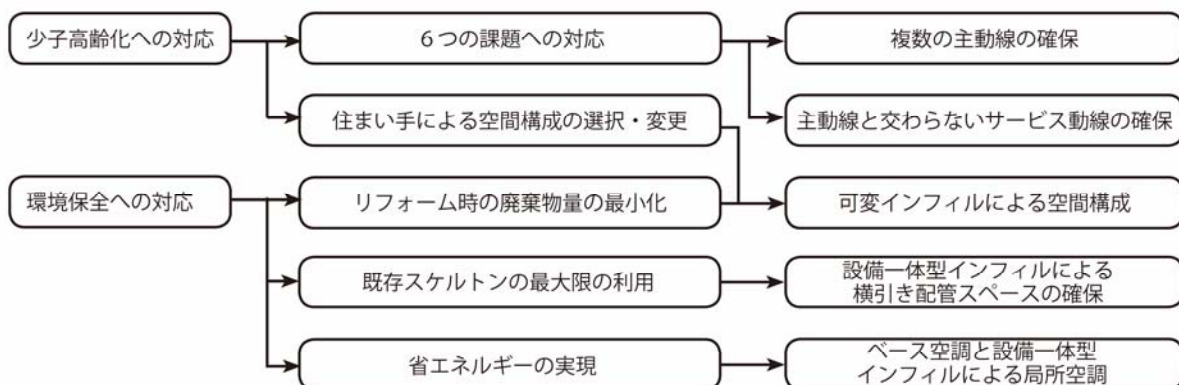 少子高齢化への対応
６つの課題への対応
複数の主動線の確保
住まい手による空間構成の選択・変更
主動線と交わらないサービス動線の確保
環境保全への対応
リフォーム時の廃棄物量の最小化
可変インフィルによる空間構成
既存スケルトンの最大限の利用
設備一体型インフィルによる
横引き配管スペースの確保
省エネルギーの実現
ベース空調と設備一体型
インフィルによる局所空調